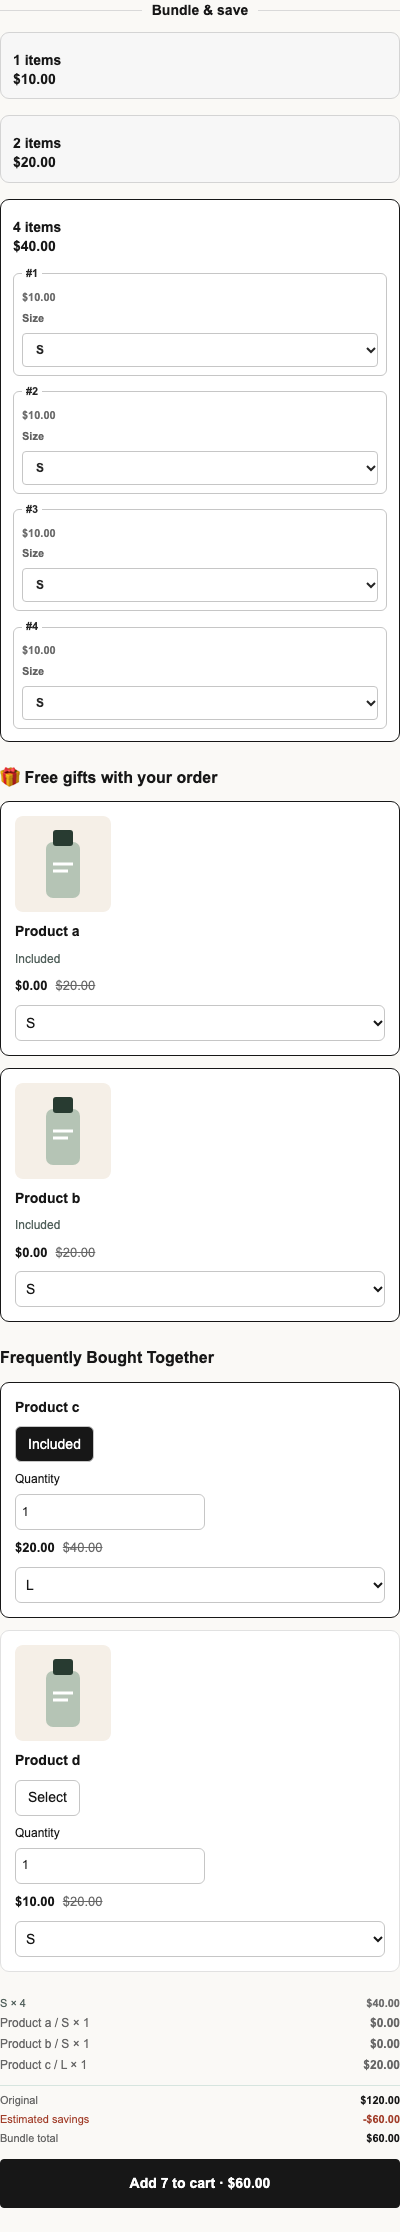 Bundle & save
1 items
$10.00
2 items
$20.00
4 items
$40.00
#1
$10.00
Size
S
#2
$10.00
Size
S
#3
$10.00
Size
S
#4
$10.00
Size
S
🎁 Free gifts with your order
Product a
Included
$0.00 $20.00
S
Product b
Included
$0.00 $20.00
S
Frequently Bought Together
Product c
Included
Quantity
1
$20.00 $40.00
L
Product d
Select
Quantity
1
$10.00 $20.00
S
S × 4 $40.00
Product a / S × 1 $0.00
Product b / S × 1 $0.00
Product c / L × 1 $20.00
Original $120.00
Estimated savings -$60.00
Bundle total $60.00
Add 7 to cart · $60.00